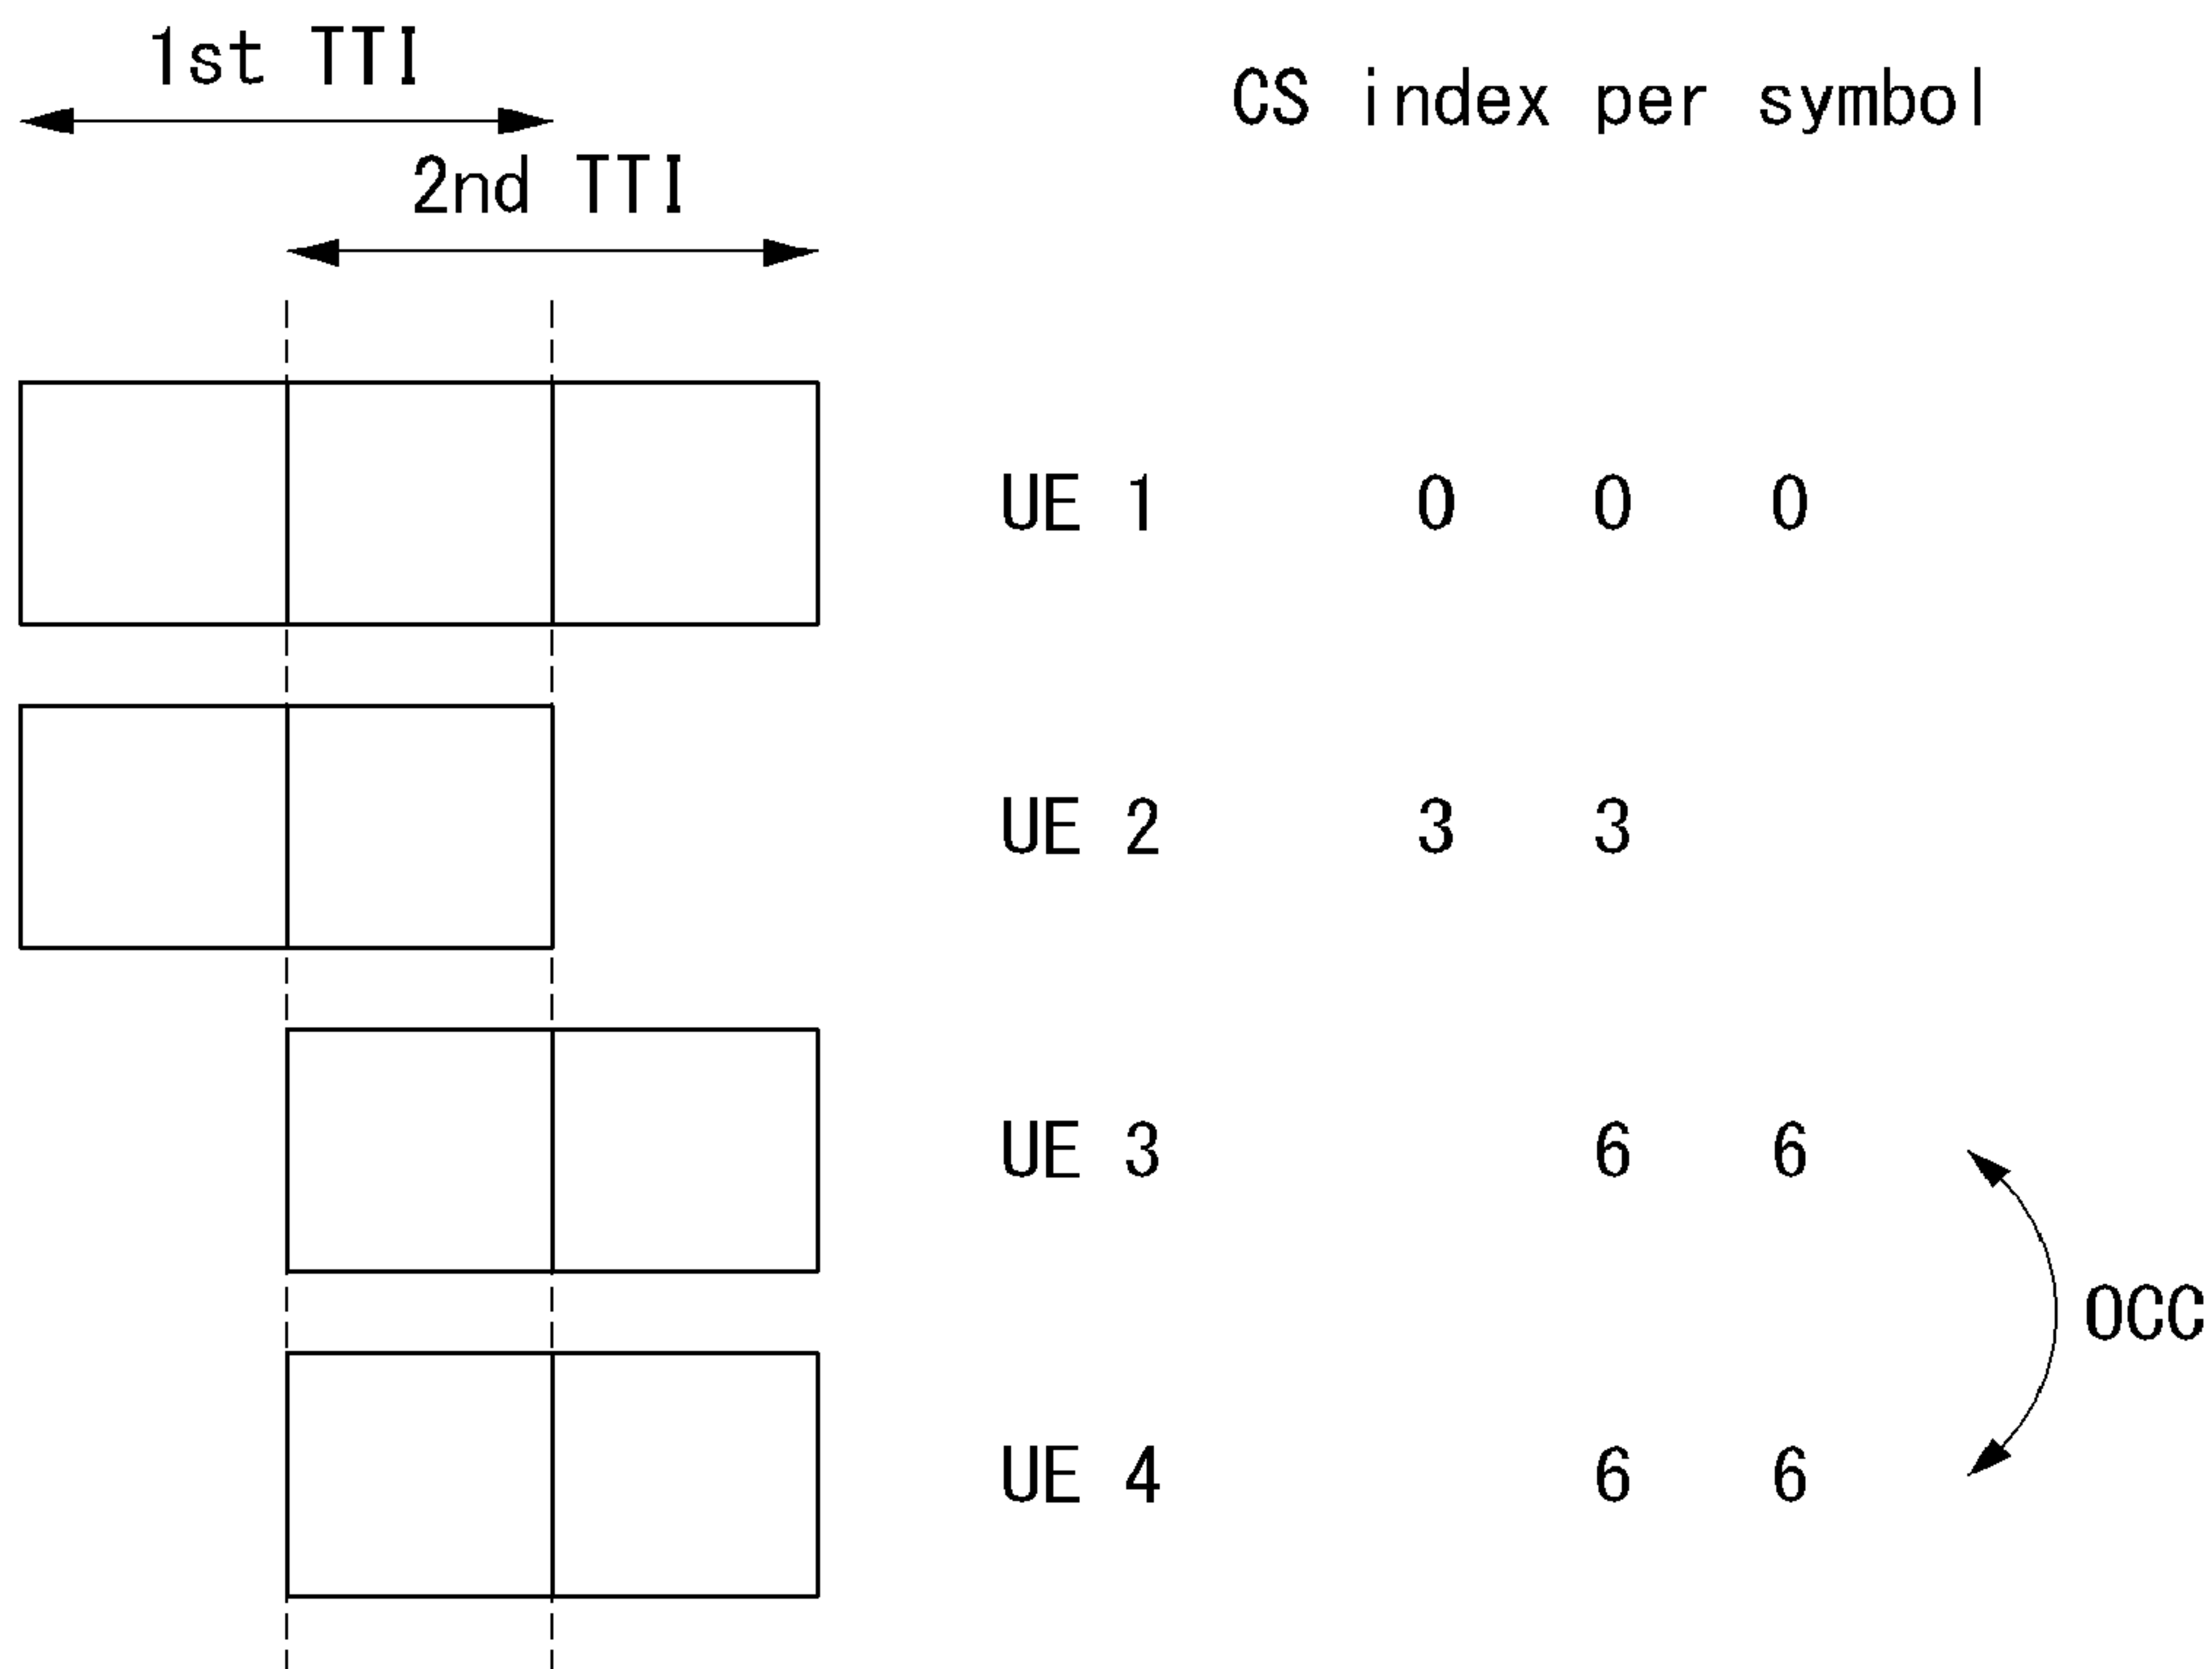 1st TTI
CS index per symbol
2nd TTI
UE 1 0 0 0
UE 2 3 3
UE 3 6 6
OCC
UE 4 6 6